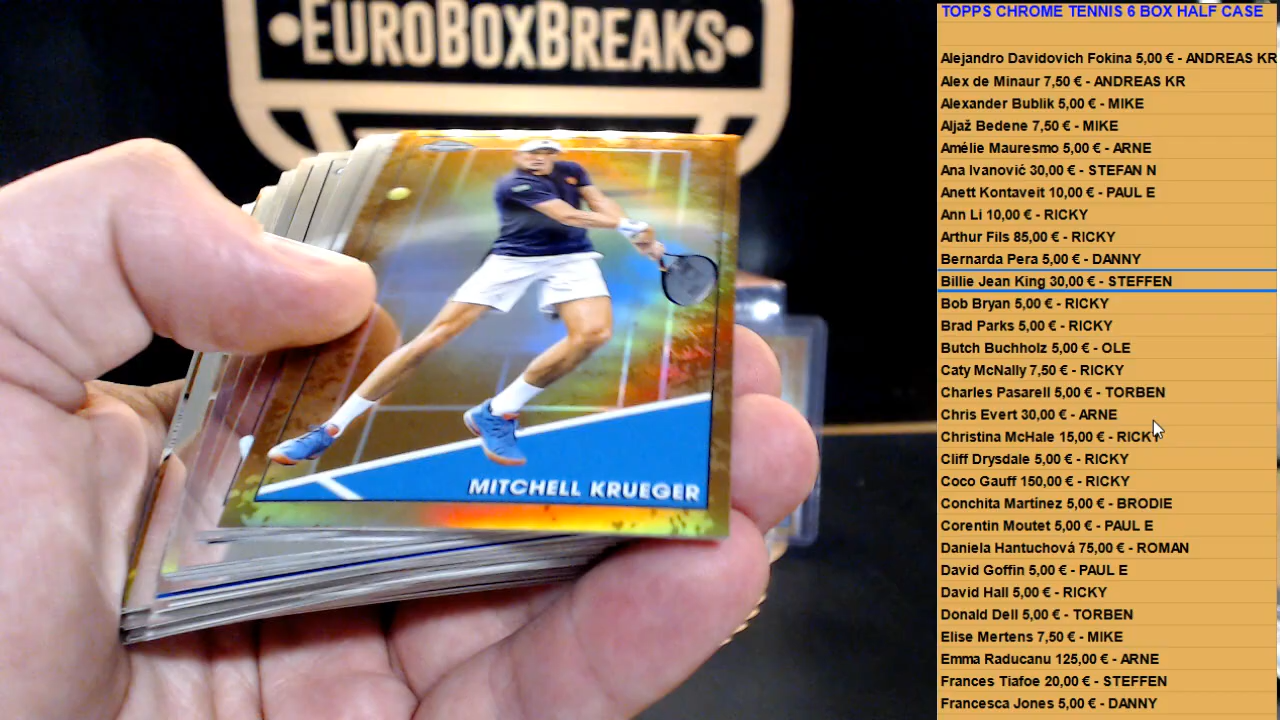 EUROBOXBREAKS
MITCHELL KRUEGER
TOPPS CHROME TENNIS 6 BOX HALF CASE
Alejandro Davidovich Fokina 5,00 € - ANDREAS KR
Alex de Minaur 7,50 € - ANDREAS KR
Alexander Bublik 5,00 € - MIKE
Aljaž Bedene 7,50 € - MIKE
Amélie Mauresmo 5,00 € - ARNE
Ana Ivanović 30,00 € - STEFAN N
Anett Kontaveit 10,00 € - PAUL E
Ann Li 10,00 € - RICKY
Arthur Fils 85,00 € - RICKY
Bernarda Pera 5,00 € - DANNY
Billie Jean King 30,00 € - STEFFEN
Bob Bryan 5,00 € - RICKY
Brad Parks 5,00 € - RICKY
Butch Buchholz 5,00 € - OLE
Caty McNally 7,50 € - RICKY
Charles Pasarell 5,00 € - TORBEN
Chris Evert 30,00 € - ARNE
Christina McHale 15,00 € - RICKY
Cliff Drysdale 5,00 € - RICKY
Coco Gauff 150,00 € - RICKY
Conchita Martínez 5,00 € - BRODIE
Corentin Moutet 5,00 € - PAUL E
Daniela Hantuchová 75,00 € - ROMAN
David Goffin 5,00 € - PAUL E
David Hall 5,00 € - RICKY
Donald Dell 5,00 € - TORBEN
Elise Mertens 7,50 € - MIKE
Emma Raducanu 125,00 € - ARNE
Frances Tiafoe 20,00 € - STEFFEN
Francesca Jones 5,00 € - DANNY